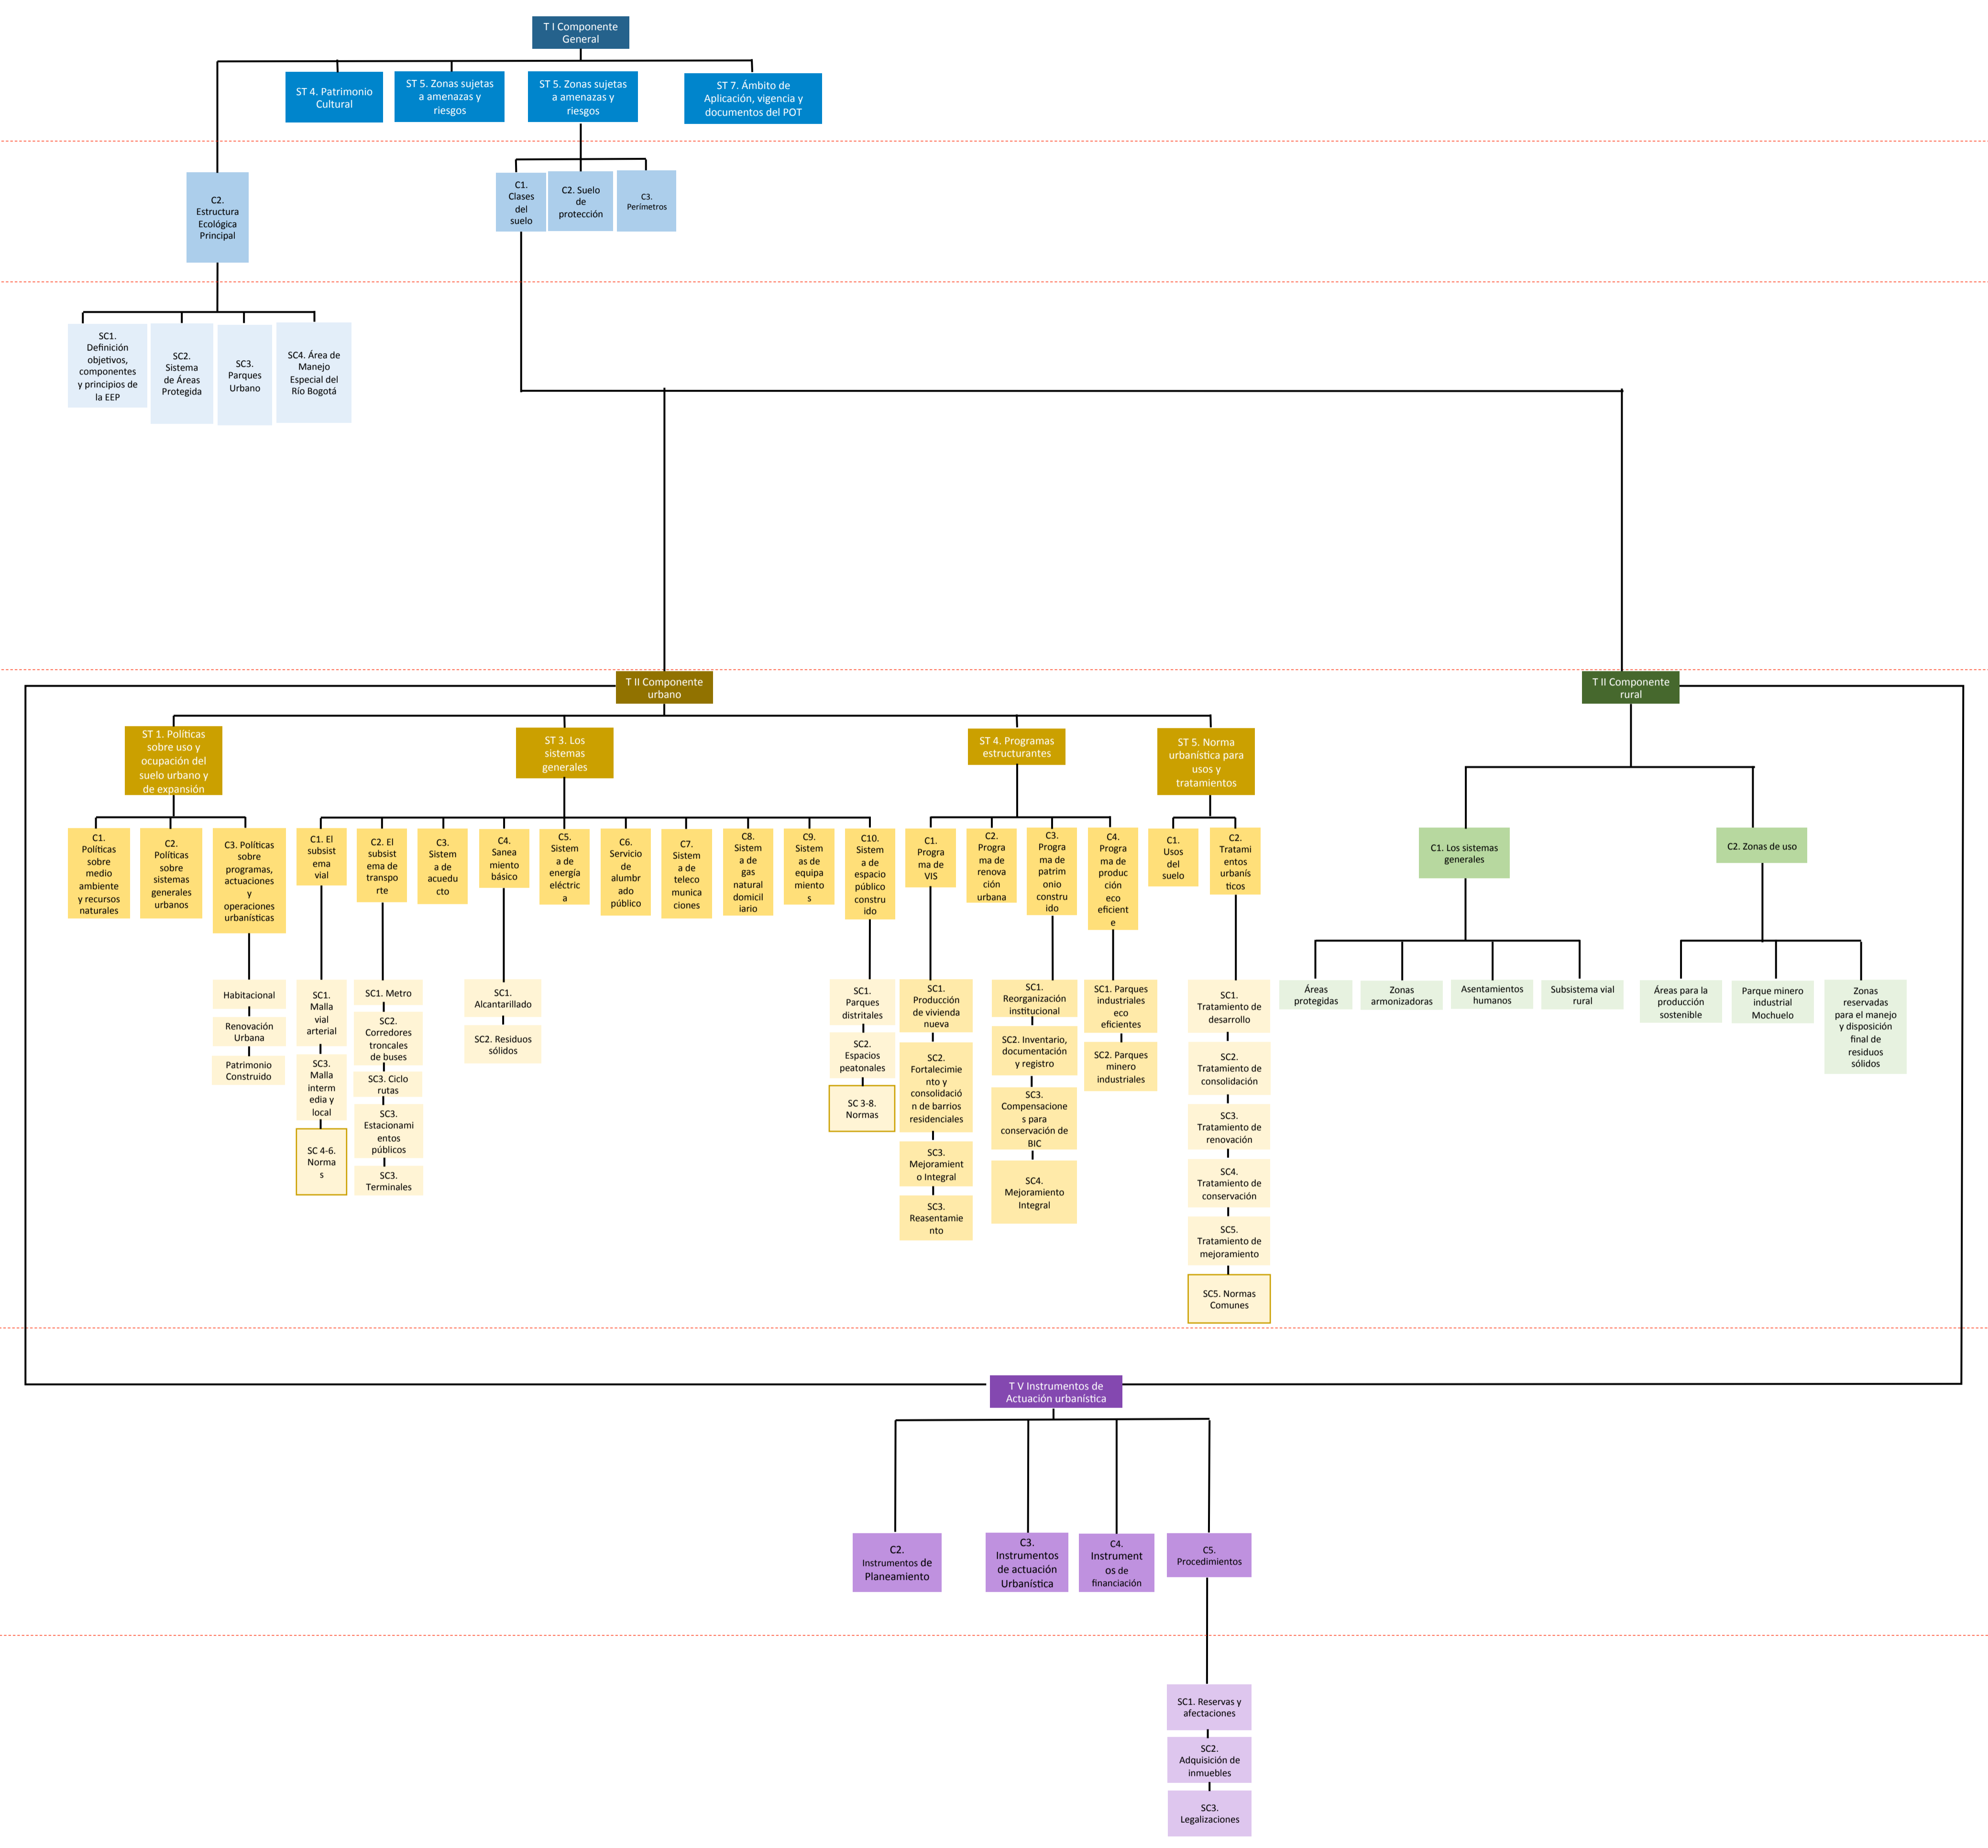 T I Componente
General
ST 4. Patrimonio
Cultural
ST 5. Zonas sujetas
a amenazas y
riesgos
ST 5. Zonas sujetas
a amenazas y
riesgos
ST 7. Ámbito de
Aplicación, vigencia y
documentos del POT
C2.
Estructura
Ecológica
Principal
C1.
Clases
del
suelo
C2. Suelo
de
protección
C3.
Perímetros
SC1.
Definición
objetivos,
componentes
y principios de
la EEP
SC2.
Sistema
de Áreas
Protegida
SC3.
Parques
Urbano
SC4. Área de
Manejo
Especial del
Río Bogotá
T II Componente
urbano
T II Componente
rural
ST 1. Políticas
sobre uso y
ocupación del
suelo urbano y
de expansión
ST 3. Los
sistemas
generales
ST 4. Programas
estructurantes
ST 5. Norma
urbanística para
usos y
tratamientos
C1.
Políticas
sobre
medio
ambiente
y recursos
naturales
C2.
Políticas
sobre
sistemas
generales
urbanos
C3. Políticas
sobre
programas,
actuaciones
y
operaciones
urbanísticas
C1. El
subsist
ema
vial
C2. El
subsist
ema de
transpo
rte
C3.
Sistem
a de
acuedu
cto
C4.
Sanea
miento
básico
C5.
Sistem
a de
energía
eléctric
a
C6.
Servicio
de
alumbr
ado
público
C7.
Sistem
a de
teleco
munica
ciones
C8.
Sistem
a de
gas
natural
domicil
iario
C9.
Sistem
as de
equipa
miento
s
C10.
Sistem
a de
espacio
público
constru
ido
C1.
Progra
ma de
VIS
C2.
Progra
ma de
renova
ción
urbana
C3.
Progra
ma de
patrim
onio
constru
ido
C4.
Progra
ma de
produc
ción
eco
eficient
e
C1.
Usos
del
suelo
C2.
Tratami
entos
urbanís
ticos
C1. Los sistemas
generales
C2. Zonas de uso
Habitacional
Renovación
Urbana
Patrimonio
Construido
SC1.
Malla
vial
arterial
SC3.
Malla
interm
edia y
local
SC 4-6.
Norma
s
SC1. Metro
SC2.
Corredores
troncales
de buses
SC3. Ciclo
rutas
SC3.
Estacionami
entos
públicos
SC3.
Terminales
SC1.
Alcantarillado
SC2. Residuos
sólidos
SC1.
Parques
distritales
SC2.
Espacios
peatonales
SC 3-8.
Normas
SC1.
Producción
de vivienda
nueva
SC2.
Fortalecimie
nto y
consolidació
n de barrios
residenciales
SC3.
Mejoramient
o Integral
SC3.
Reasentamie
nto
SC1.
Reorganización
institucional
SC2. Inventario,
documentación
y registro
SC3.
Compensacione
s para
conservación de
BIC
SC4.
Mejoramiento
Integral
SC1. Parques
industriales
eco
eficientes
SC2. Parques
minero
industriales
SC1.
Tratamiento de
desarrollo
SC2.
Tratamiento de
consolidación
SC3.
Tratamiento de
renovación
SC4.
Tratamiento de
conservación
SC5.
Tratamiento de
mejoramiento
SC5. Normas
Comunes
Áreas
protegidas
Zonas
armonizadoras
Asentamientos
humanos
Subsistema vial
rural
Áreas para la
producción
sostenible
Parque minero
industrial
Mochuelo
Zonas
reservadas
para el manejo
y disposición
final de
residuos
sólidos
T V Instrumentos de
Actuación urbanística
C2.
Instrumentos de
Planeamiento
C3.
Instrumentos
de actuación
Urbanística
C4.
Instrument
os de
financiación
C5.
Procedimientos
SC1. Reservas y
afectaciones
SC2.
Adquisición de
inmuebles
SC3.
Legalizaciones